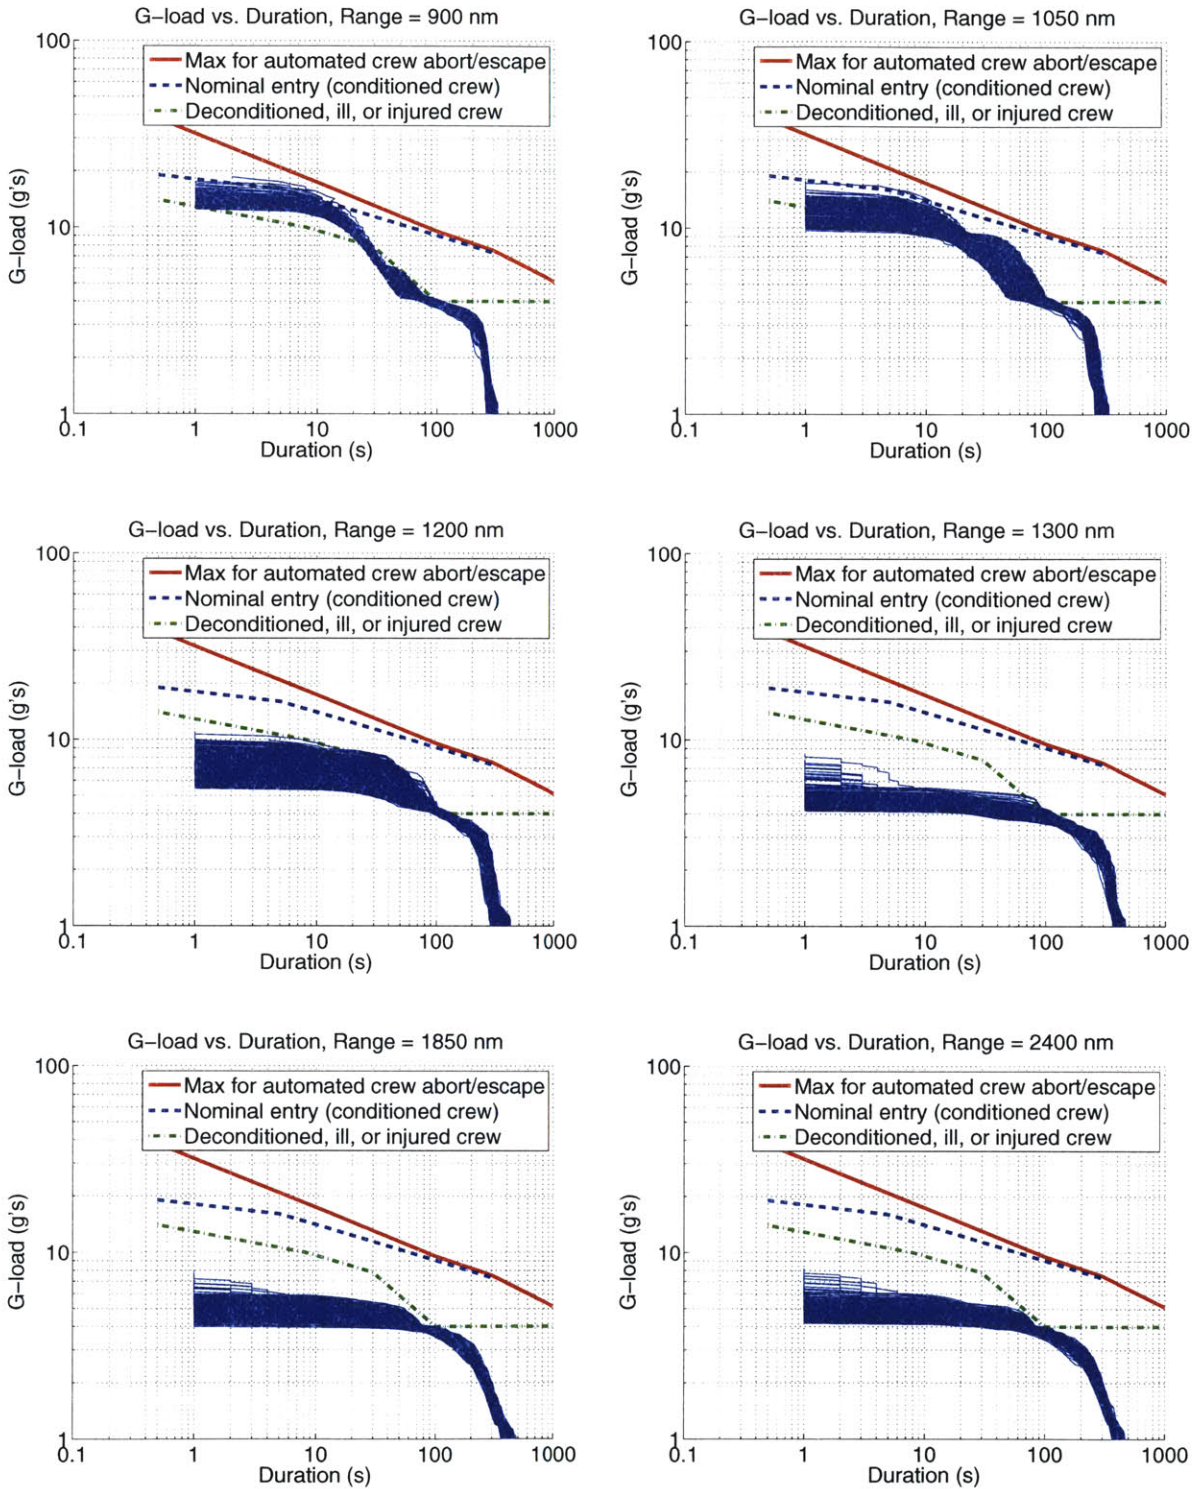 G−load vs. Duration, Range = 900 nm
100
Max for automated crew abort/escape
Nominal entry (conditioned crew)
Deconditioned, ill, or injured crew
G−load (g's)
10
1
0.1 1 10 100 1000
Duration (s)
G−load vs. Duration, Range = 1050 nm
100
Max for automated crew abort/escape
Nominal entry (conditioned crew)
Deconditioned, ill, or injured crew
G−load (g's)
10
1
0.1 1 10 100 1000
Duration (s)
G−load vs. Duration, Range = 1200 nm
100
Max for automated crew abort/escape
Nominal entry (conditioned crew)
Deconditioned, ill, or injured crew
G−load (g's)
10
1
0.1 1 10 100 1000
Duration (s)
G−load vs. Duration, Range = 1300 nm
100
Max for automated crew abort/escape
Nominal entry (conditioned crew)
Deconditioned, ill, or injured crew
G−load (g's)
10
1
0.1 1 10 100 1000
Duration (s)
G−load vs. Duration, Range = 1850 nm
100
Max for automated crew abort/escape
Nominal entry (conditioned crew)
Deconditioned, ill, or injured crew
G−load (g's)
10
1
0.1 1 10 100 1000
Duration (s)
G−load vs. Duration, Range = 2400 nm
100
Max for automated crew abort/escape
Nominal entry (conditioned crew)
Deconditioned, ill, or injured crew
G−load (g's)
10
1
0.1 1 10 100 1000
Duration (s)